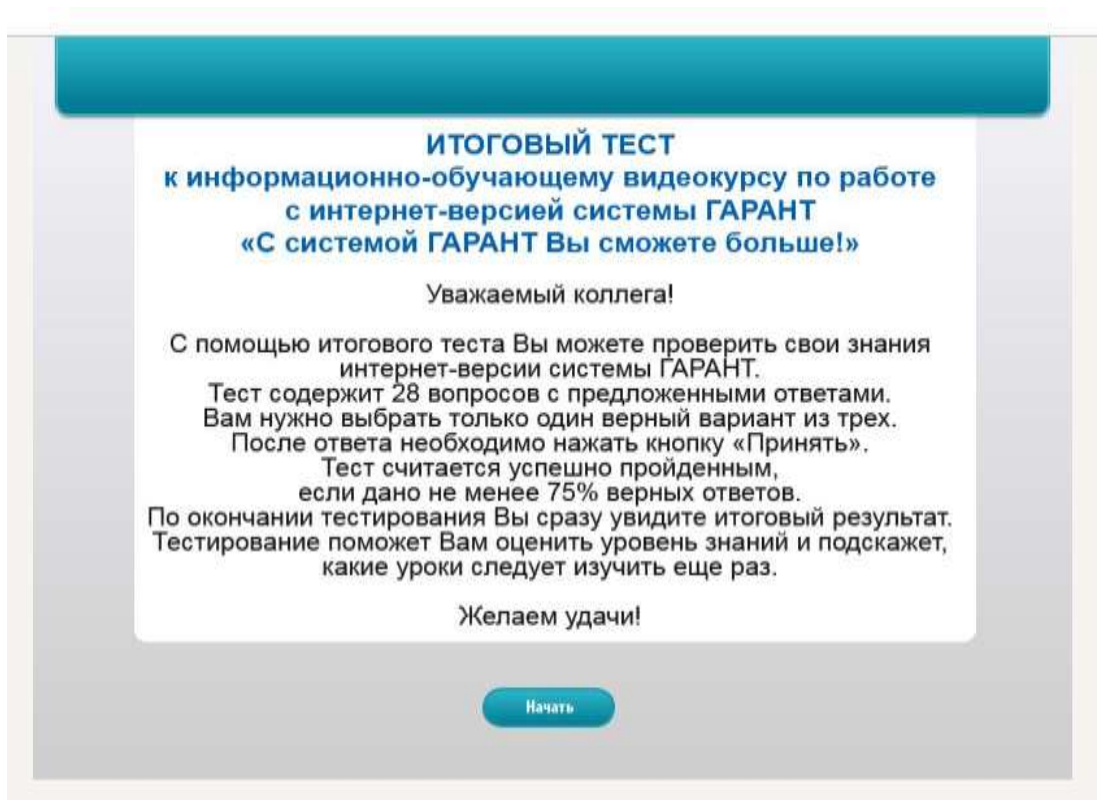 ИТОГОВЫЙ ТЕСТ
к информационно-обучающему видеокурсу по работе
с интернет-версией системы ГАРАНТ
«С системой ГАРАНТ Вы сможете больше!»
Уважаемый коллега!
С помощью итогового теста Вы можете проверить свои знания
интернет-версии системы ГАРАНТ.
Тест содержит 28 вопросов с предложенными ответами.
Вам нужно выбрать только один верный вариант из трех.
После ответа необходимо нажать кнопку «Принять».
Тест считается успешно пройденным,
если дано не менее 75% верных ответов.
По окончании тестирования Вы сразу увидите итоговый результат.
Тестирование поможет Вам оценить уровень знаний и подскажет,
какие уроки следует изучить еще раз.
Желаем удачи!
Начать